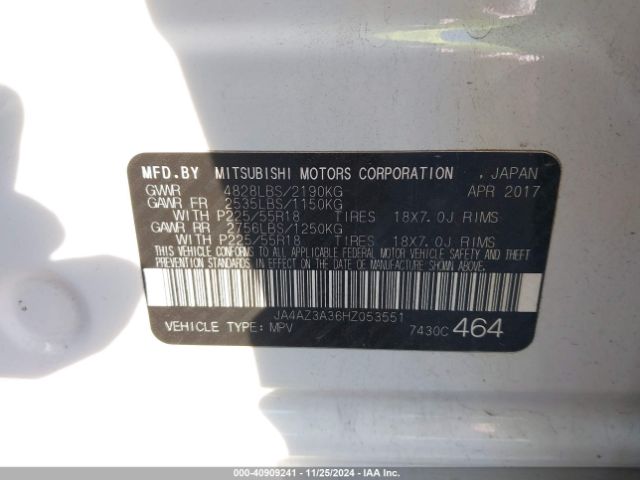 MFD.BY MITSUBISHI MOTORS CORPORATION , JAPAN
GVWR 4828LBS/2190KG APR 2017
GAWR FR 2535LBS/1150KG
WITH P225/55R18 TIRES 18X7.0J RIMS
GAWR RR 2756LBS/1250KG
WITH P225/55R18 TIRES 18X7.0J RIMS
THIS VEHICLE CONFORMS TO ALL APPLICABLE FEDERAL MOTOR VEHICLE SAFETY AND THEFT
PREVENTION STANDARDS IN EFFECT ON THE DATE OF MANUFACTURE SHOWN ABOVE.
JA4AZ3A36HZ053551
VEHICLE TYPE: MPV 7430C 464
000-40909241 - 11/25/2024 - IAA Inc. Copyright